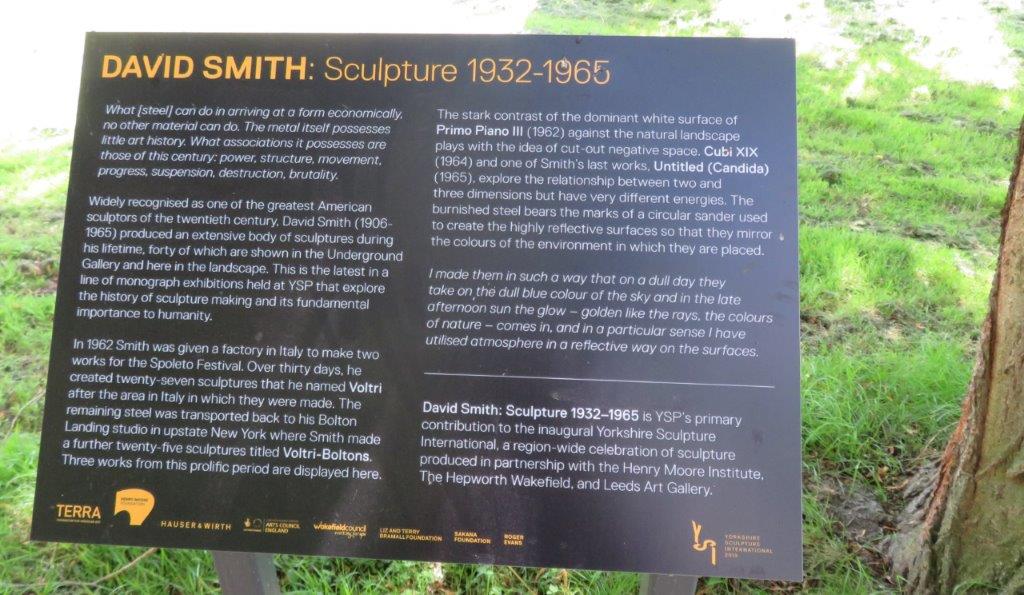 DAVID SMITH: Sculpture 1932-1965
What [steel] can do in arriving at a form economically,
no other material can do. The metal itself possesses
little art history. What associations it possesses are
those of this century: power, structure, movement,
progress, suspension, destruction, brutality.
Widely recognised as one of the greatest American
sculptors of the twentieth century, David Smith (1906-
1965) produced an extensive body of sculptures during
his lifetime, forty of which are shown in the Underground
Gallery and here in the landscape. This is the latest in a
line of monograph exhibitions held at YSP that explore
the history of sculpture making and its fundamental
importance to humanity.
In 1962 Smith was given a factory in Italy to make two
works for the Spoleto Festival. Over thirty days, he
created twenty-seven sculptures that he named Voltri
after the area in Italy in which they were made. The
remaining steel was transported back to his Bolton
Landing studio in upstate New York where Smith made
a further twenty-five sculptures titled Voltri-Boltons.
Three works from this prolific period are displayed here.
The stark contrast of the dominant white surface of
Primo Piano III (1962) against the natural landscape
plays with the idea of cut-out negative space. Cubi XIX
(1964) and one of Smith's last works, Untitled (Candida)
(1965), explore the relationship between two and
three dimensions but have very different energies. The
burnished steel bears the marks of a circular sander used
to create the highly reflective surfaces so that they mirror
the colours of the environment in which they are placed.
I made them in such a way that on a dull day they
take on the dull blue colour of the sky and in the late
afternoon sun the glow – golden like the rays, the colours
of nature – comes in, and in a particular sense I have
utilised atmosphere in a reflective way on the surfaces.
David Smith: Sculpture 1932–1965 is YSP's primary
contribution to the inaugural Yorkshire Sculpture
International, a region-wide celebration of sculpture
produced in partnership with the Henry Moore Institute,
The Hepworth Wakefield, and Leeds Art Gallery.
TERRA
FOUNDATION FOR AMERICAN ART
HENRY MOORE
FOUNDATION
HAUSER & WIRTH
ARTS COUNCIL
ENGLAND
wakefieldcouncil
working for you
LIZ AND TERRY
BRAMALL FOUNDATION
SAKANA
FOUNDATION
ROGER
EVANS
YORKSHIRE
SCULPTURE
INTERNATIONAL
2019